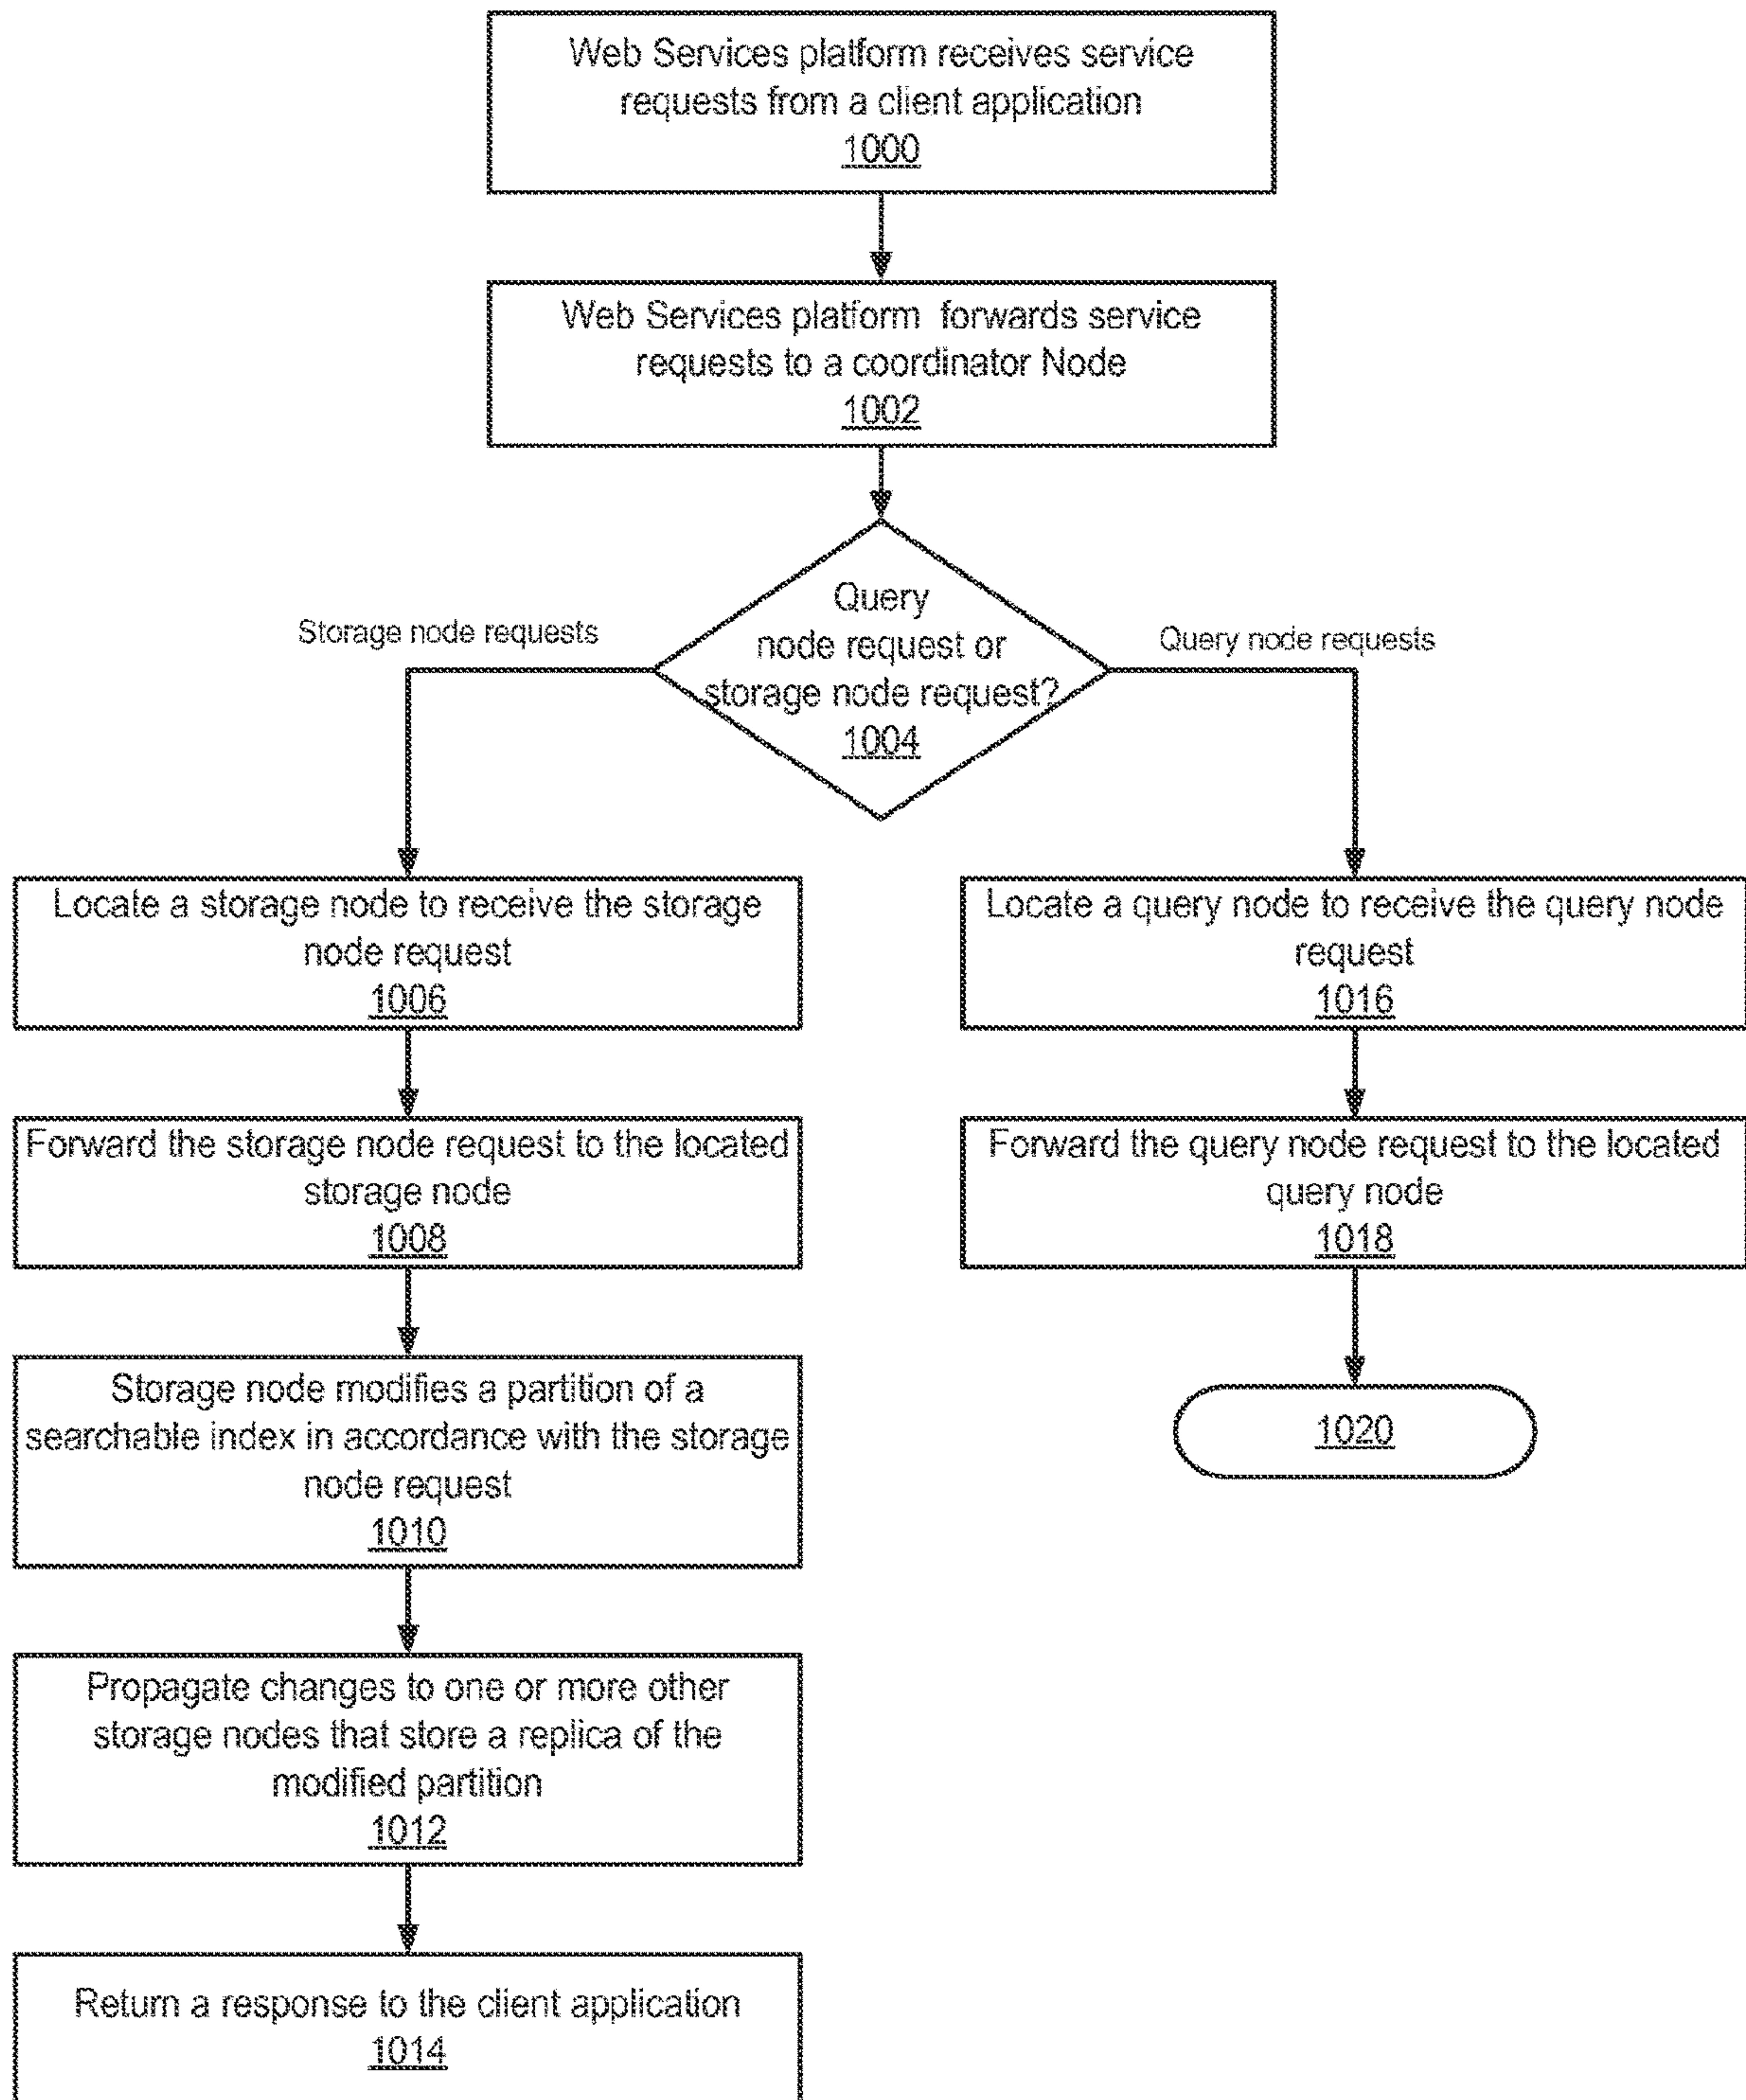 Web Services platform receives service
requests from a client application
1000
Web Services platform forwards service
requests to a coordinator Node
1002
Query
node request or
storage node request?
1004
Storage node requests
Query node requests
Locate a storage node to receive the storage
node request
1006
Forward the storage node request to the located
storage node
1008
Storage node modifies a partition of a
searchable index in accordance with the storage
node request
1010
Propagate changes to one or more other
storage nodes that store a replica of the
modified partition
1012
Return a response to the client application
1014
Locate a query node to receive the query node
request
1016
Forward the query node request to the located
query node
1018
1020